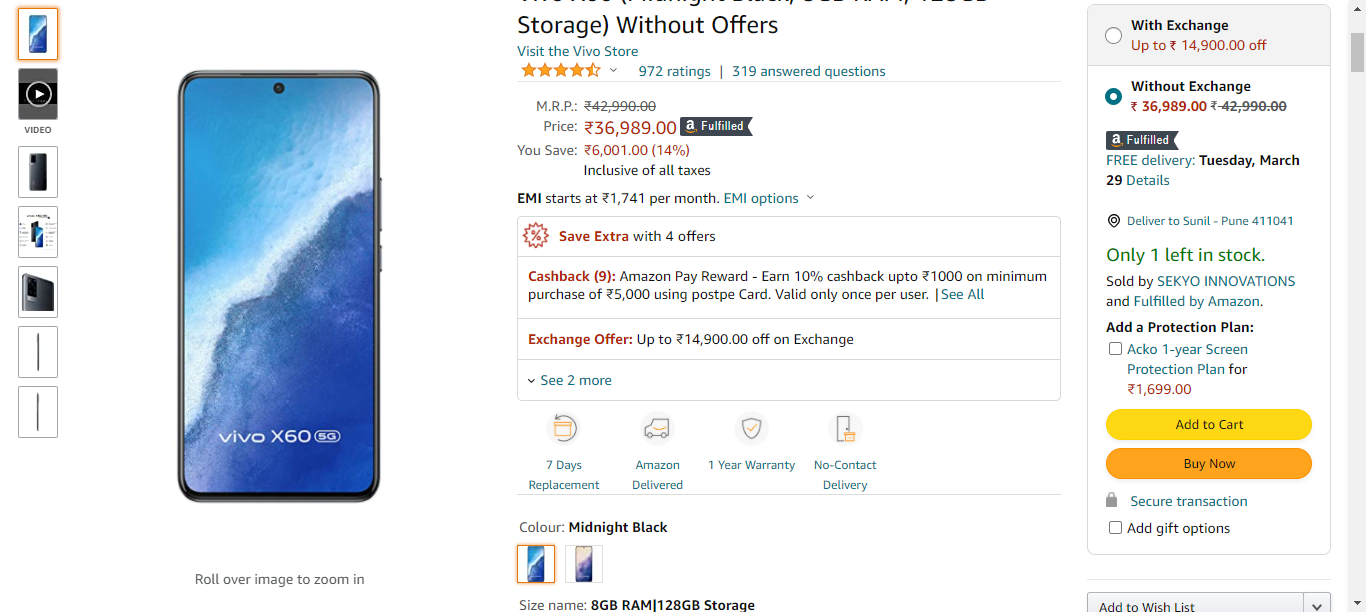 VIDEO
vivo X60 5G
Roll over image to zoom in
Storage) Without Offers
Visit the Vivo Store
972 ratings | 319 answered questions
M.R.P.: ₹42,990.00
Price: ₹36,989.00 a Fulfilled
You Save: ₹6,001.00 (14%)
Inclusive of all taxes
EMI starts at ₹1,741 per month. EMI options
% Save Extra with 4 offers
Cashback (9): Amazon Pay Reward - Earn 10% cashback upto ₹1000 on minimum
purchase of ₹5,000 using postpe Card. Valid only once per user. | See All
Exchange Offer: Up to ₹14,900.00 off on Exchange
See 2 more
7 Days
Replacement
Amazon
Delivered
1 Year Warranty
No-Contact
Delivery
Colour: Midnight Black
Size name: 8GB RAM|128GB Storage
With Exchange
Up to ₹ 14,900.00 off
Without Exchange
₹ 36,989.00 ₹ 42,990.00
a Fulfilled
FREE delivery: Tuesday, March
29 Details
Deliver to Sunil - Pune 411041
Only 1 left in stock.
Sold by SEKYO INNOVATIONS
and Fulfilled by Amazon.
Add a Protection Plan:
Acko 1-year Screen
Protection Plan for
₹1,699.00
Add to Cart
Buy Now
Secure transaction
Add gift options
Add to Wish List